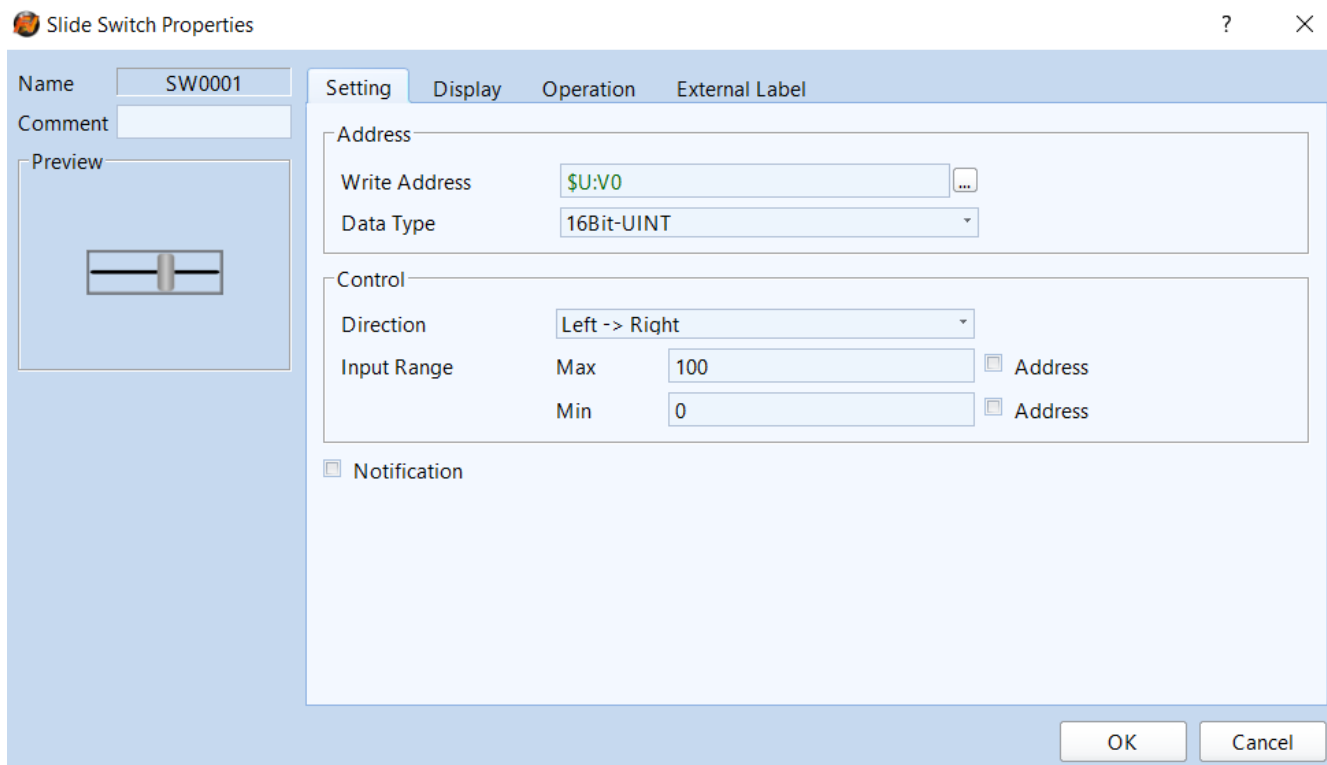 Slide Switch Properties ?
Name SW0001
Comment
Preview
Setting Display Operation External Label
Address
Write Address $U:V0 ...
Data Type 16Bit-UINT
Control
Direction Left -> Right
Input Range Max 100 Address
Min 0 Address
Notification
OK Cancel